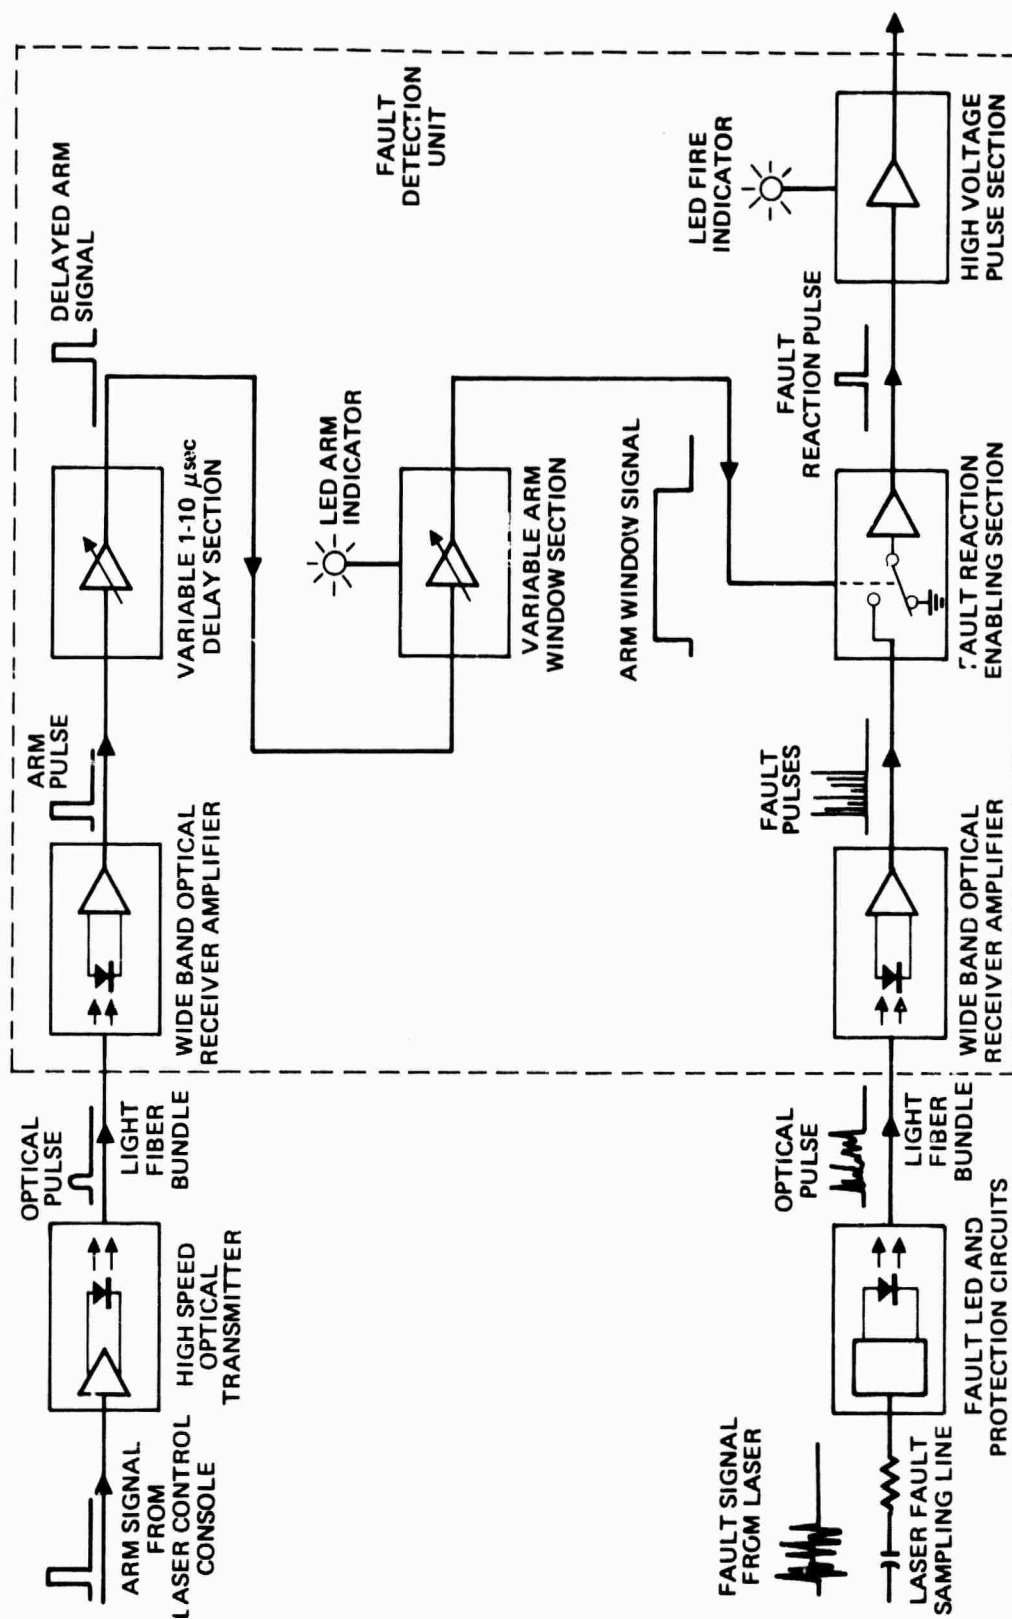 ARM SIGNAL
FROM
LASER CONTROL
CONSOLE
HIGH SPEED
OPTICAL
TRANSMITTER
OPTICAL
PULSE
LIGHT
FIBER
BUNDLE
WIDE BAND OPTICAL
RECEIVER AMPLIFIER
ARM
PULSE
VARIABLE 1-10 μsec
DELAY SECTION
DELAYED ARM
SIGNAL
LED ARM
INDICATOR
VARIABLE ARM
WINDOW SECTION
FAULT
DETECTION
UNIT
ARM WINDOW SIGNAL
FAULT SIGNAL
FROM LASER
LASER FAULT
SAMPLING LINE
FAULT LED AND
PROTECTION CIRCUITS
OPTICAL
PULSE
LIGHT
FIBER
BUNDLE
WIDE BAND OPTICAL
RECEIVER AMPLIFIER
FAULT
PULSES
FAULT REACTION
ENABLING SECTION
FAULT
REACTION PULSE
LED FIRE
INDICATOR
HIGH VOLTAGE
PULSE SECTION